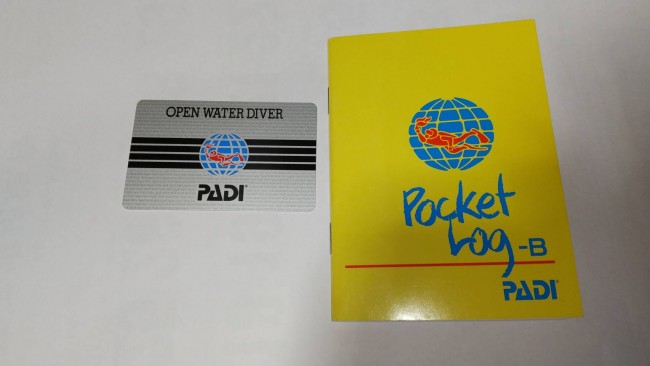 OPEN WATER DIVER
PADI
Pocket
Log -B
PADI